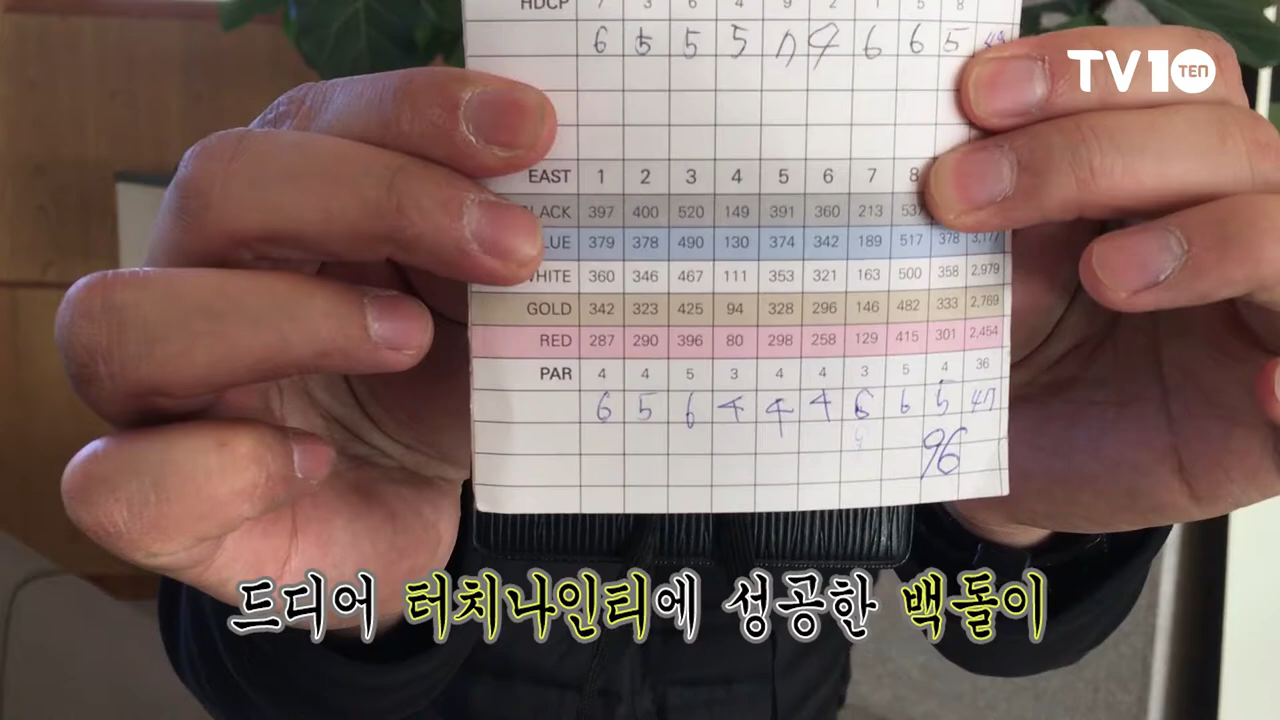 HDCP 7 3 6 4 9 2 1 5 8
6 5 5 5 7 4 6 6 5 49
TV10
TEN
EAST 1 2 3 4 5 6 7 8
LACK 397 400 520 149 391 360 213 537
LUE 379 378 490 130 374 342 189 517 378 3,177
WHITE 360 346 467 111 353 321 163 500 358 2,979
GOLD 342 323 425 94 328 296 146 482 333 2,769
RED 287 290 396 80 298 258 129 415 301 2,454
PAR 4 4 5 3 4 4 3 5 4 36
6 5 6 4 4 4 6 6 5 47
96
드디어 터치나인티에 성공한 백돌이